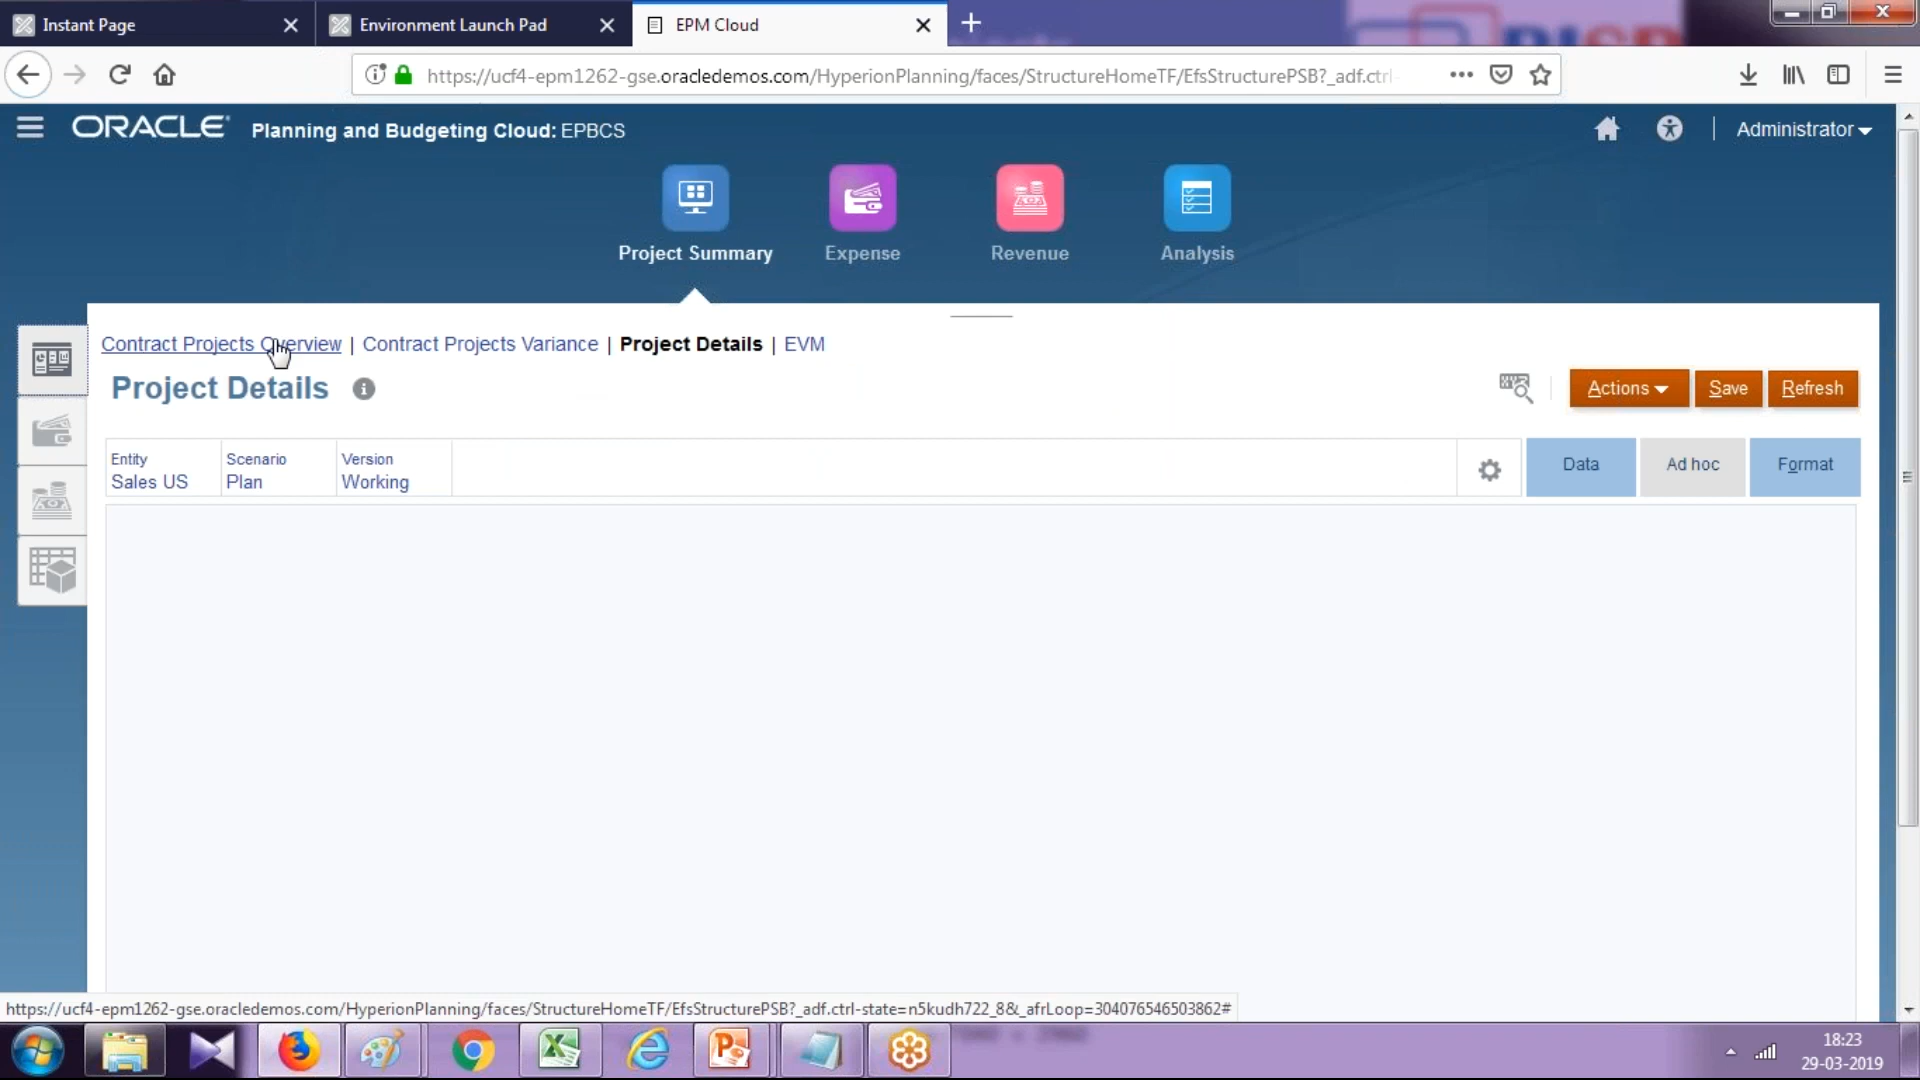 Instant Page
Environment Launch Pad
EPM Cloud
https://ucf4-epm1262-gse.oracledemos.com/HyperionPlanning/faces/StructureHomeTF/EfsStructurePSB?_adf.ctrl-
ORACLE Planning and Budgeting Cloud: EPBCS
Administrator
Project Summary
Expense
Revenue
Analysis
Contract Projects Overview | Contract Projects Variance | Project Details | EVM
Project Details
Actions
Save
Refresh
Entity
Sales US
Scenario
Plan
Version
Working
Data
Ad hoc
Format
https://ucf4-epm1262-gse.oracledemos.com/HyperionPlanning/faces/StructureHomeTF/EfsStructurePSB?_adf.ctrl-state=n5kudh722_8&_afrLoop=304076546503862#
18:23
29-03-2019